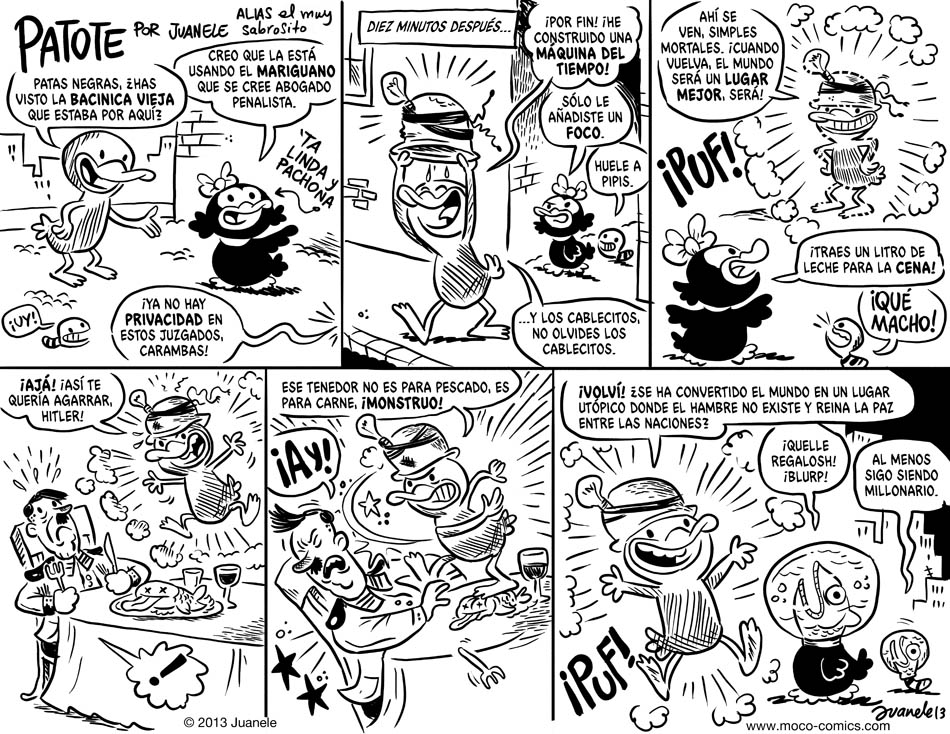 PATOTE POR JUANELE
ALIAS el muy
sabrosito
PATAS NEGRAS, ¿HAS
VISTO LA BACINICA VIEJA
QUE ESTABA POR AQUÍ?
CREO QUE LA ESTÁ
USANDO EL MARIGUANO
QUE SE CREE ABOGADO
PENALISTA.
'TA
LINDA Y
PACHONA
¡UY!
¡YA NO HAY
PRIVACIDAD EN
ESTOS JUZGADOS,
CARAMBAS!
DIEZ MINUTOS DESPUÉS...
¡POR FIN! ¡HE
CONSTRUIDO UNA
MÁQUINA DEL
TIEMPO!
SÓLO LE
AÑADISTE UN
FOCO.
HUELE A
PIPIS.
...Y LOS CABLECITOS,
NO OLVIDES LOS
CABLECITOS.
AHÍ SE
VEN, SIMPLES
MORTALES. ¡CUANDO
VUELVA, EL MUNDO
SERÁ UN LUGAR
MEJOR, SERÁ!
¡PUF!
¡TRAES UN LITRO DE
LECHE PARA LA CENA!
¡QUÉ
MACHO!
¡AJÁ! ¡ASÍ TE
QUERÍA AGARRAR,
HITLER!
!
© 2013 Juanele
ESE TENEDOR NO ES PARA PESCADO, ES
PARA CARNE, ¡MONSTRUO!
¡AY!
¡VOLVÍ! ¿SE HA CONVERTIDO EL MUNDO EN UN LUGAR
UTÓPICO DONDE EL HAMBRE NO EXISTE Y REINA LA PAZ
ENTRE LAS NACIONES?
¡QUELLE
REGALOSH!
¡BLURP!
AL MENOS
SIGO SIENDO
MILLONARIO.
¡PUF!
Juanele 13
www.moco-comics.com